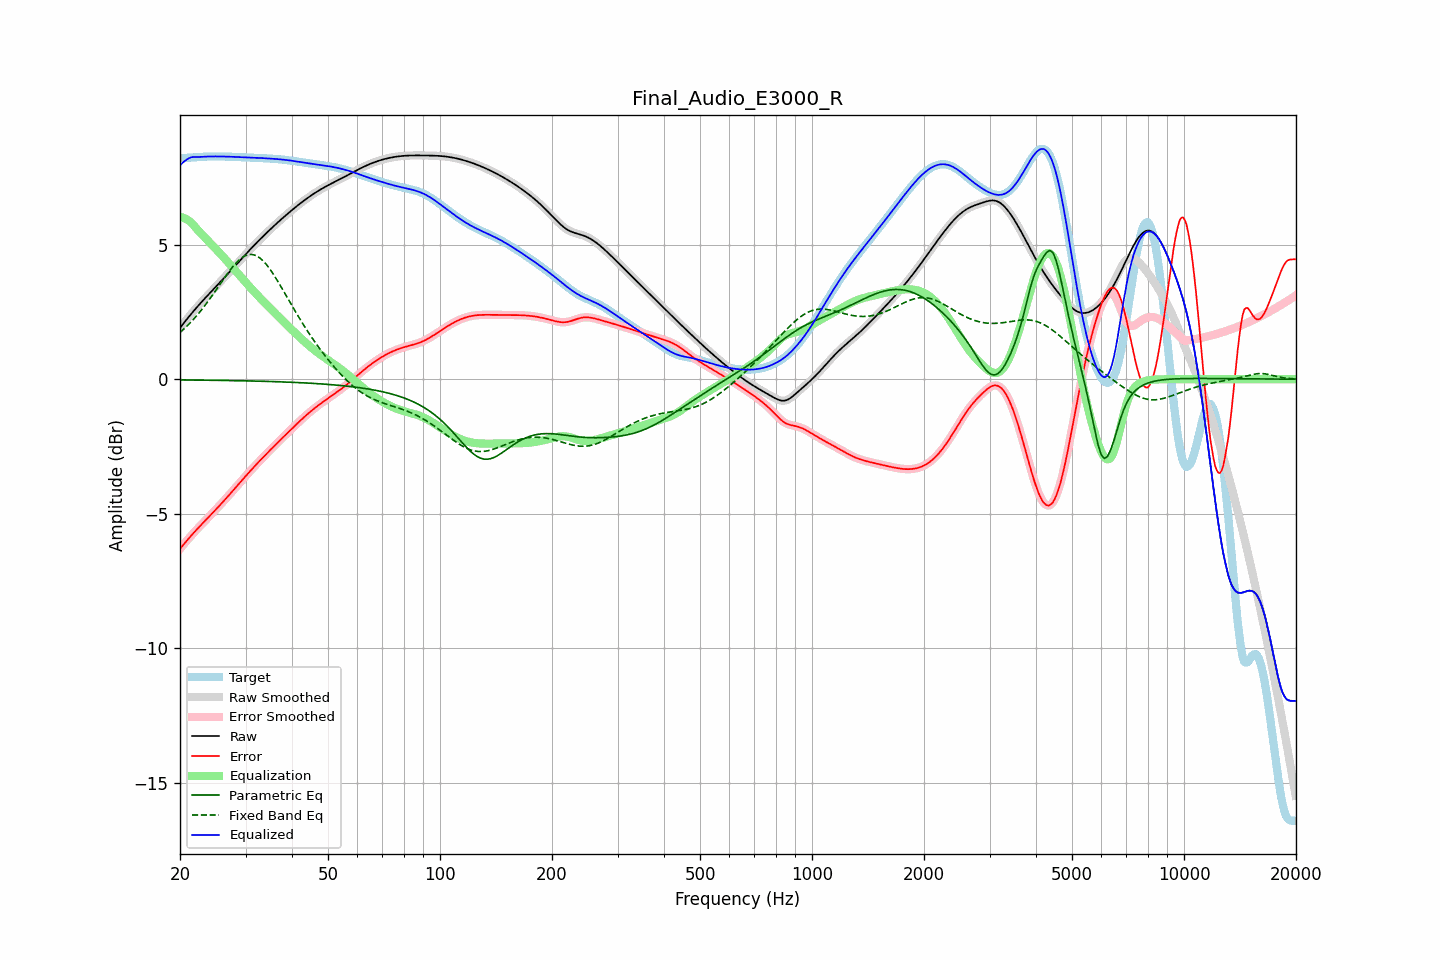 Final_Audio_E3000_R
Amplitude (dBr)
5
0
−5
−10
−15
Target
Raw Smoothed
Error Smoothed
Raw
Error
Equalization
Parametric Eq
Fixed Band Eq
Equalized
20 50 100 200 500 1000 2000 5000 10000 20000
Frequency (Hz)